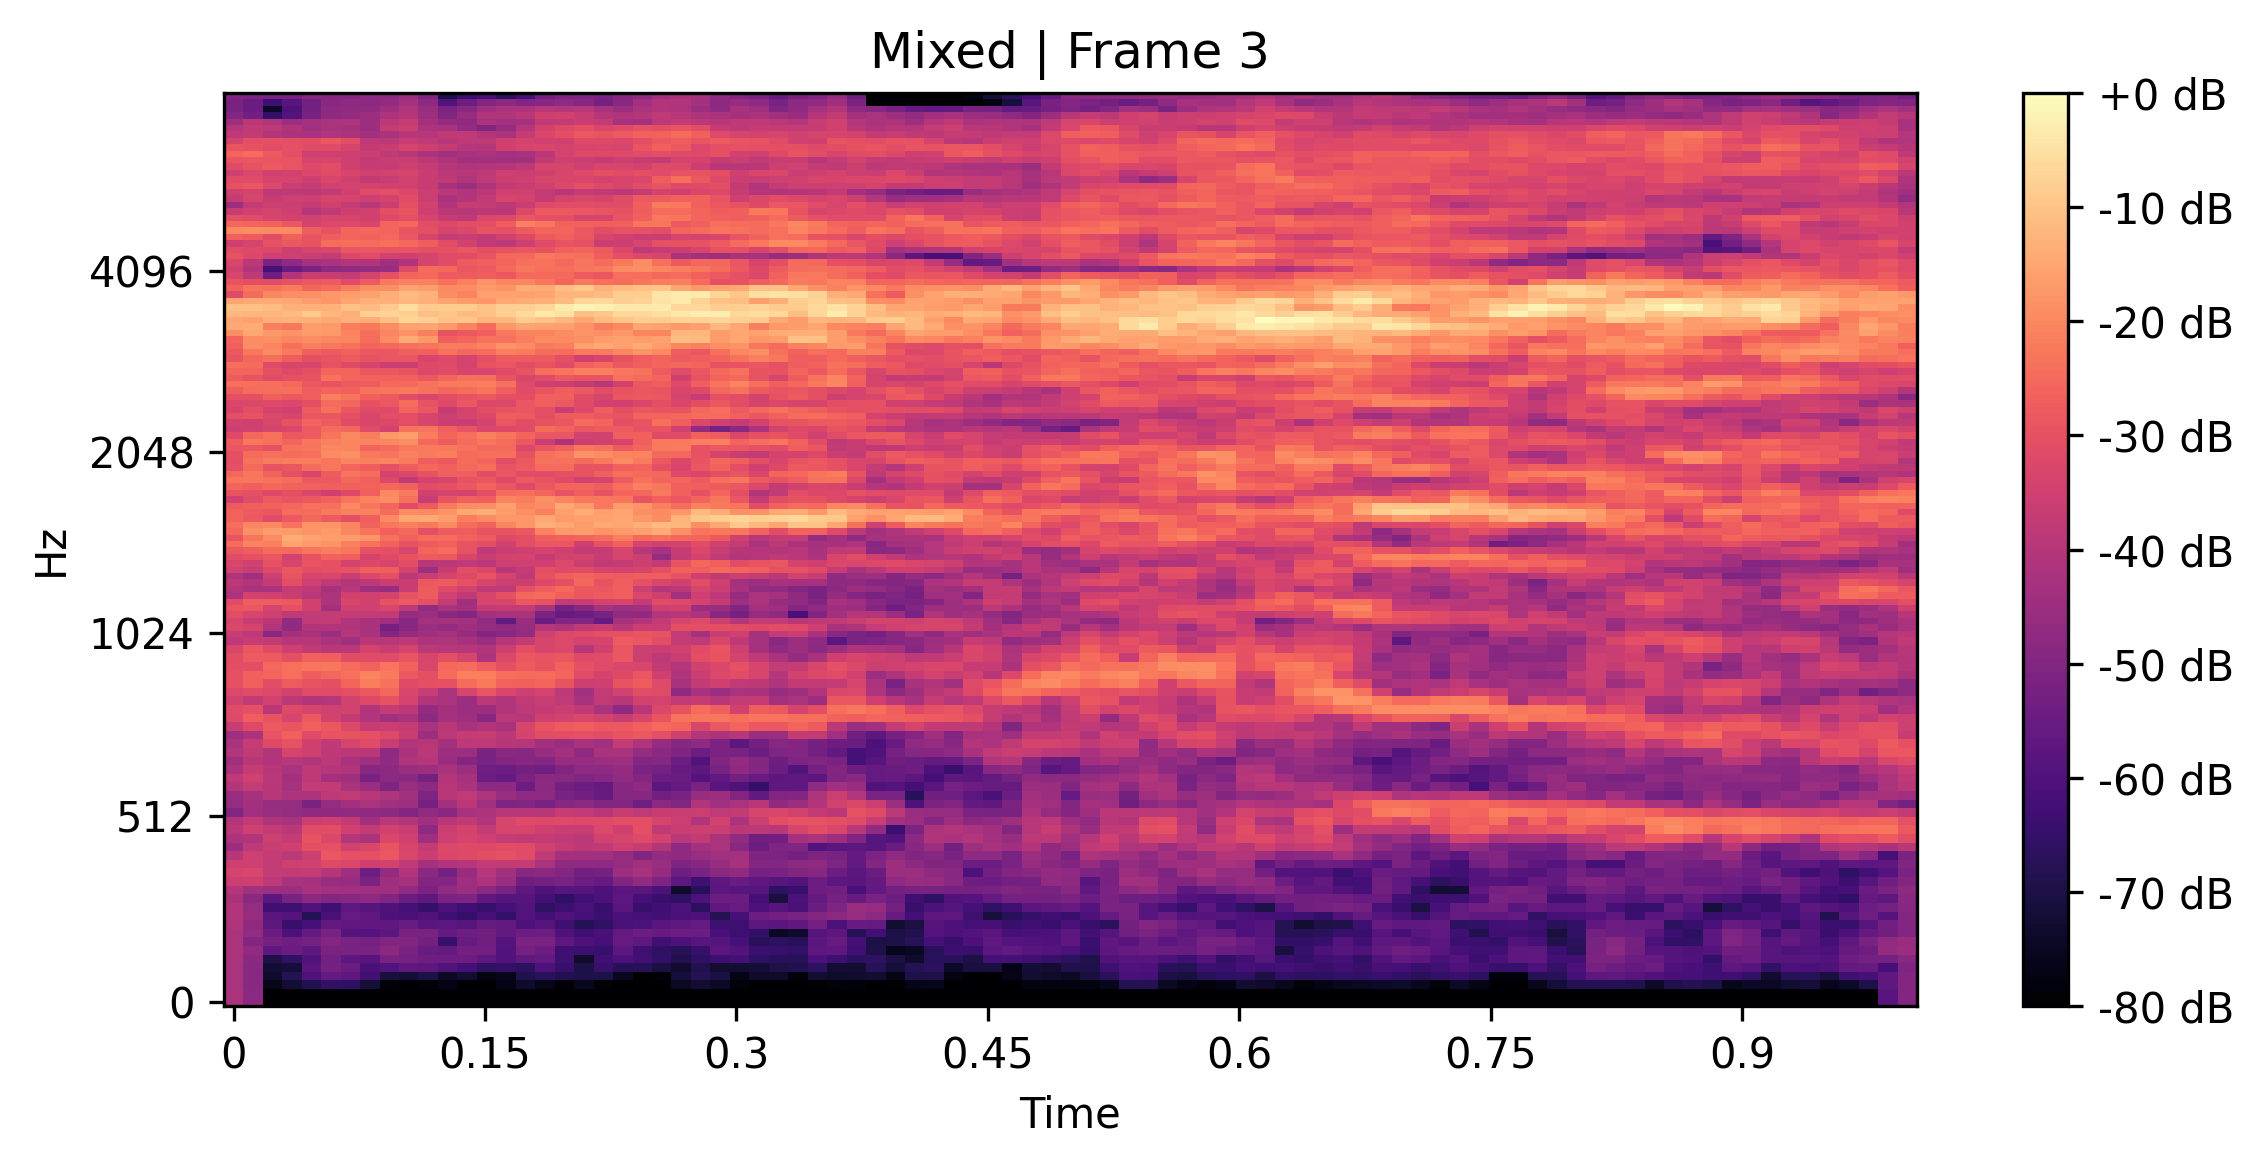 Mixed | Frame 3
Hz
4096
2048
1024
512
0
0 0.15 0.3 0.45 0.6 0.75 0.9
Time
+0 dB
-10 dB
-20 dB
-30 dB
-40 dB
-50 dB
-60 dB
-70 dB
-80 dB